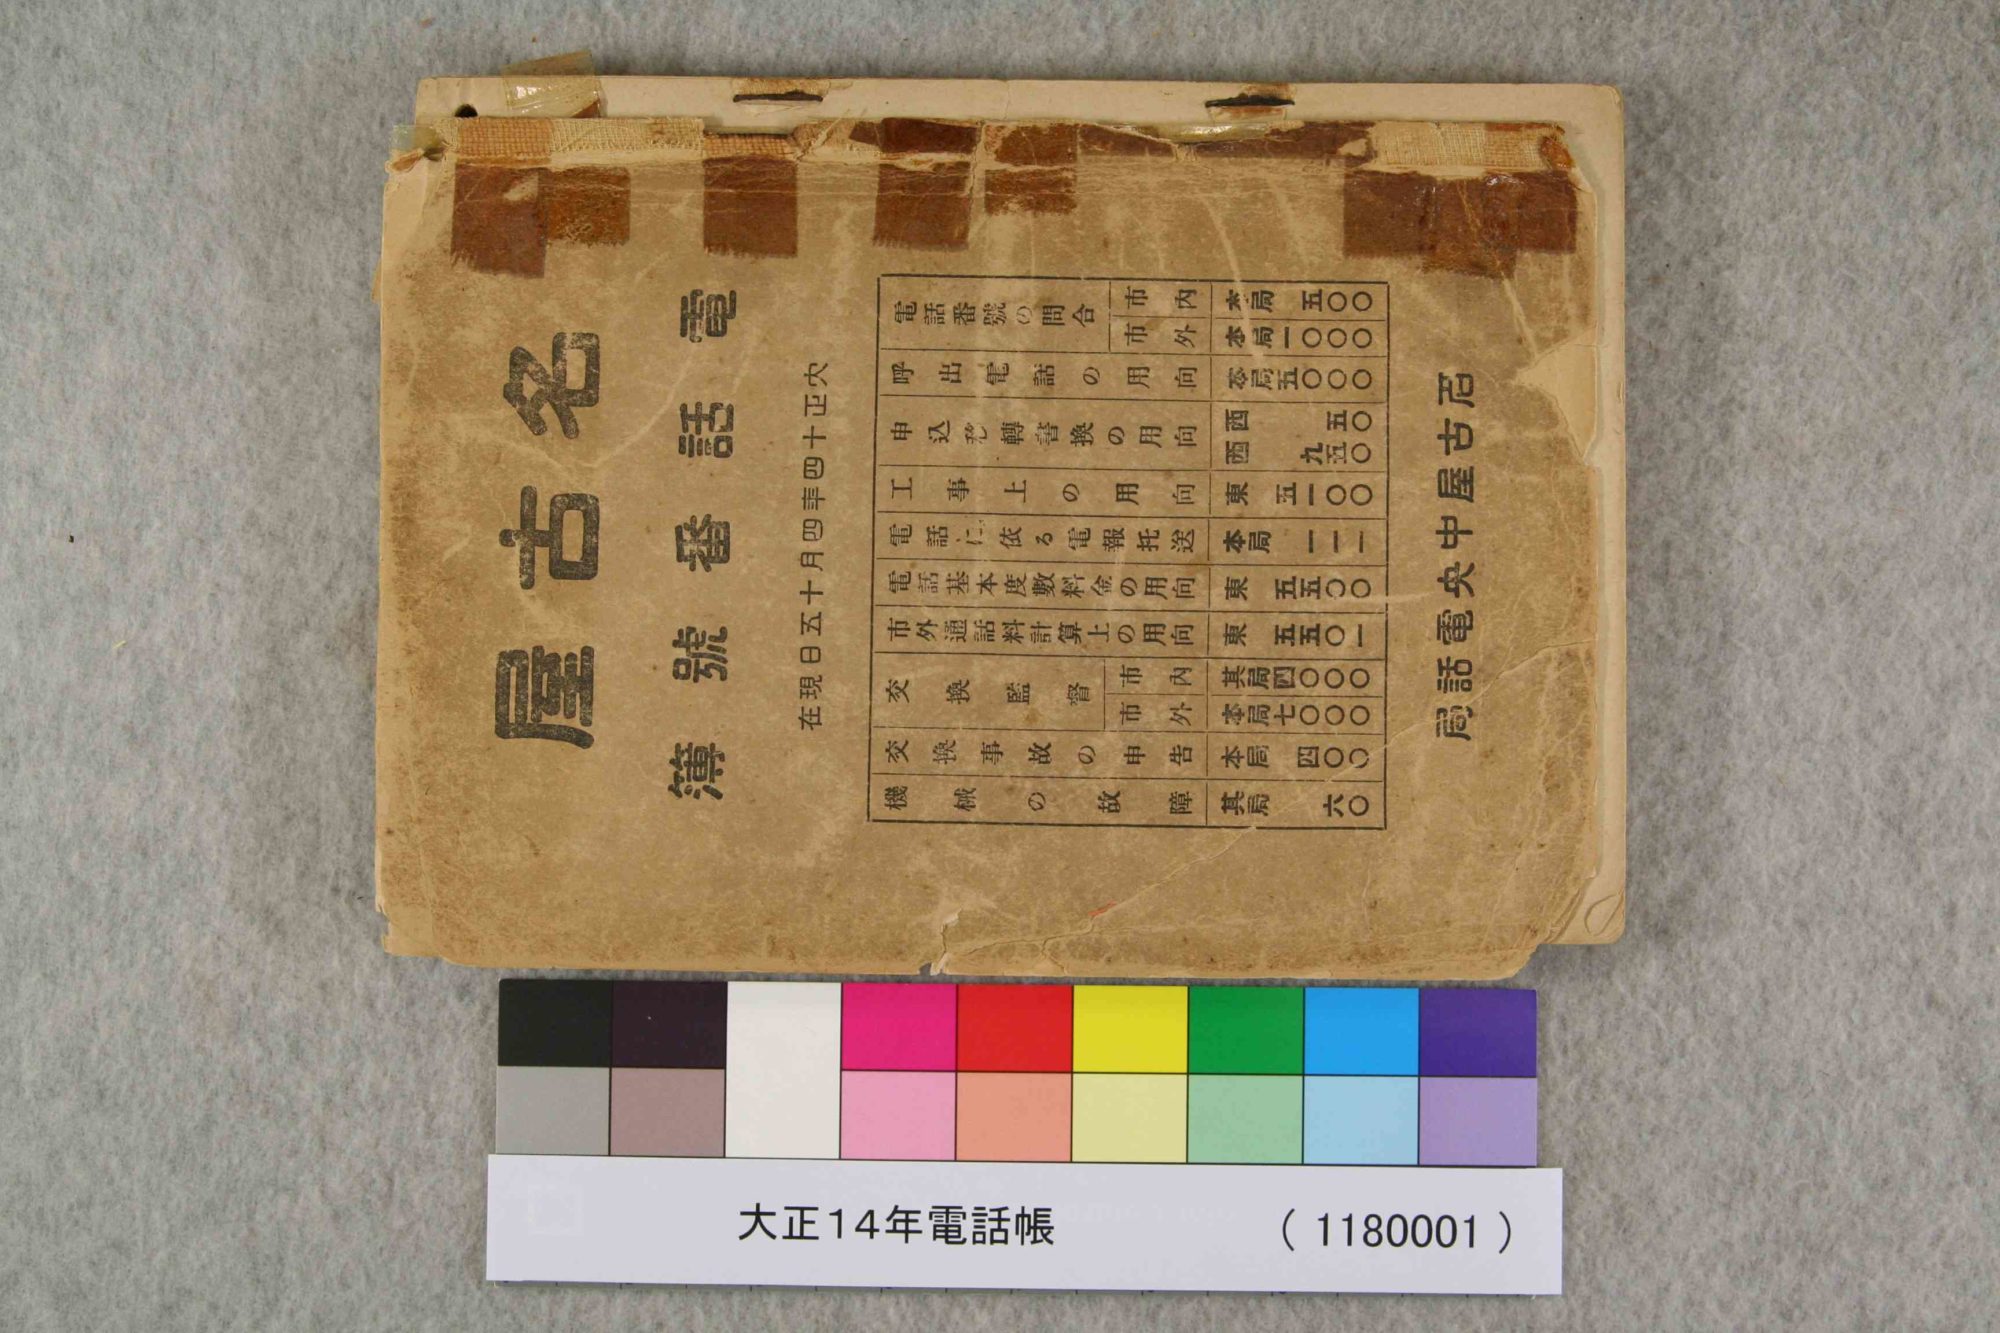 名古屋
電話番號簿
大正十四年四月十五日現在
電話番號の問合 市內 本局 五〇〇
市外 本局 一〇〇〇
呼出電話の用向 本局 五〇〇〇
申込及轉書換の用向 西 五〇
西 九五〇
工事上の用向 東 五一〇〇
電話に依る電報托送 本局 一一一
電話基本度數料金の用向 東 五五〇〇
市外通話料計算上の用向 東 五五〇一
交換監督 市內 其局 四〇〇〇
市外 本局 七〇〇〇
交換事故の申告 本局 四〇〇
機械の故障 其局 六〇
名古屋中央電話局
大正14年電話帳 (1180001)